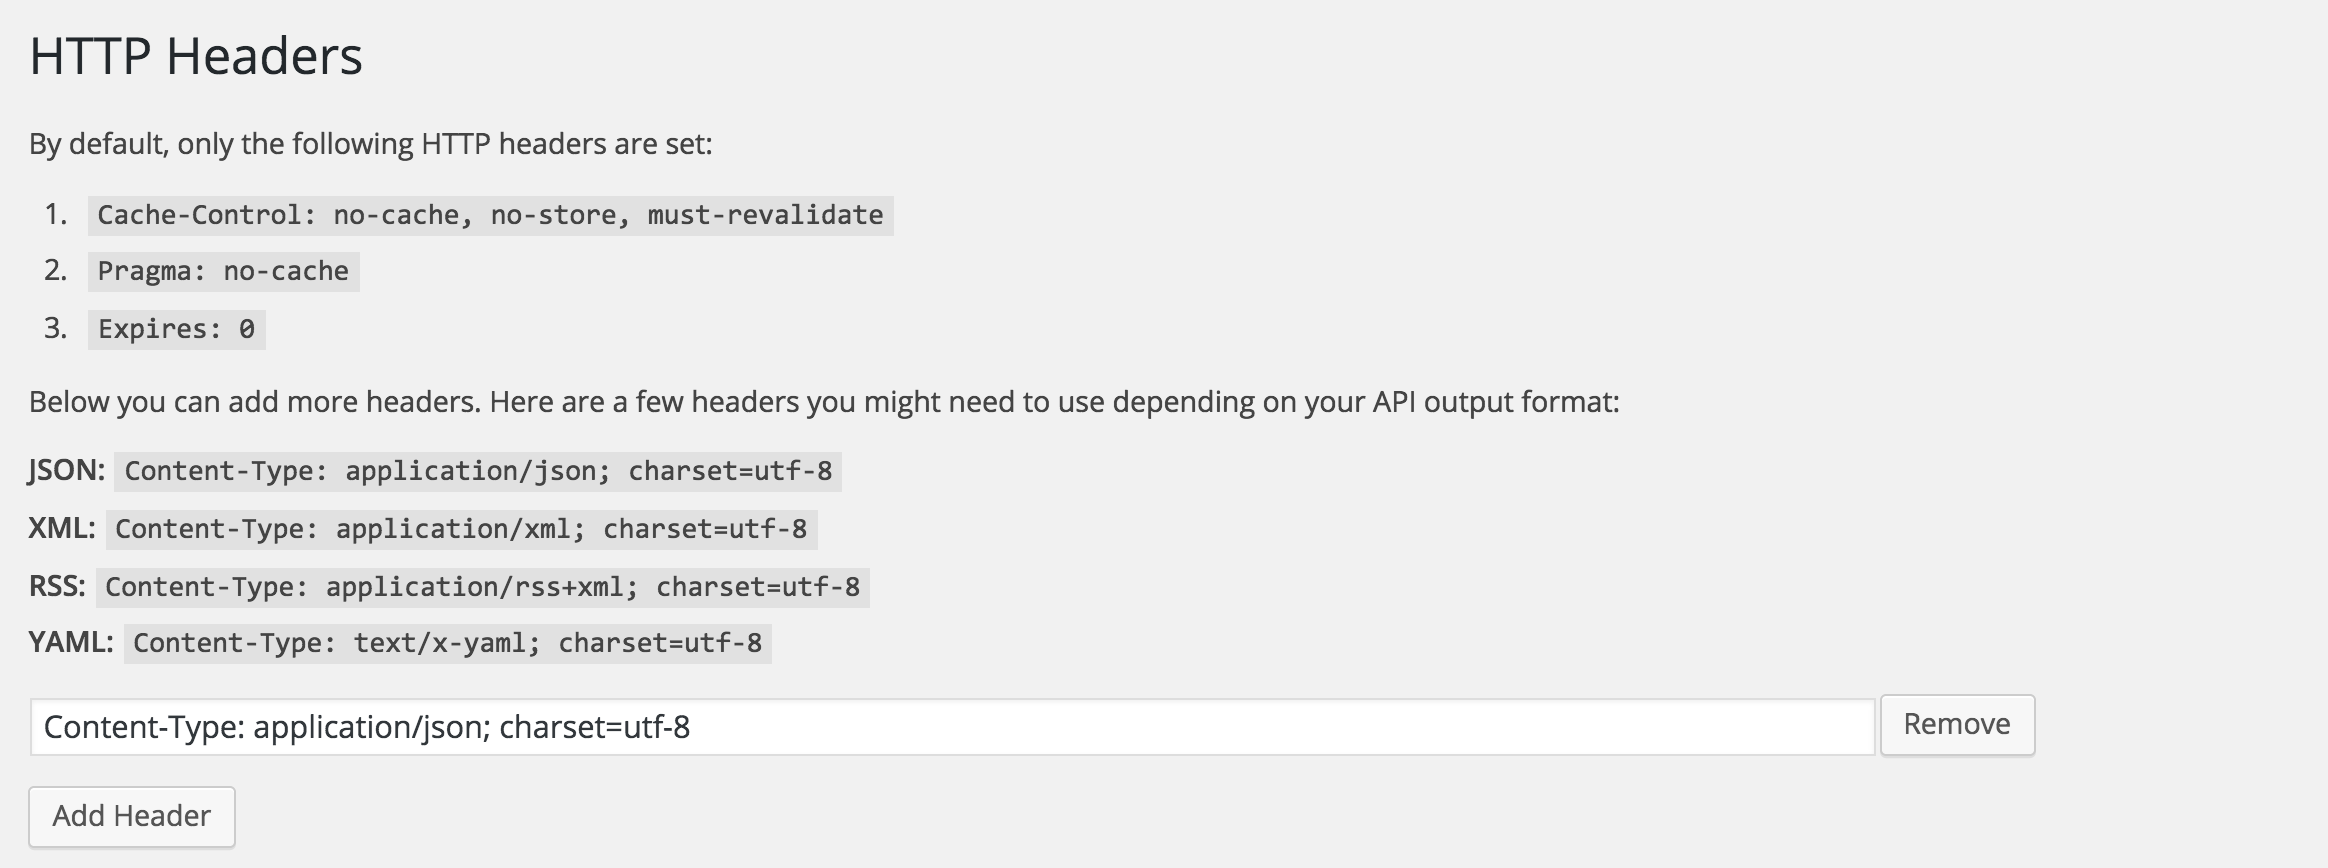 HTTP Headers
By default, only the following HTTP headers are set:
1. Cache-Control: no-cache, no-store, must-revalidate
2. Pragma: no-cache
3. Expires: 0
Below you can add more headers. Here are a few headers you might need to use depending on your API output format:
JSON: Content-Type: application/json; charset=utf-8
XML: Content-Type: application/xml; charset=utf-8
RSS: Content-Type: application/rss+xml; charset=utf-8
YAML: Content-Type: text/x-yaml; charset=utf-8
Content-Type: application/json; charset=utf-8 Remove
Add Header